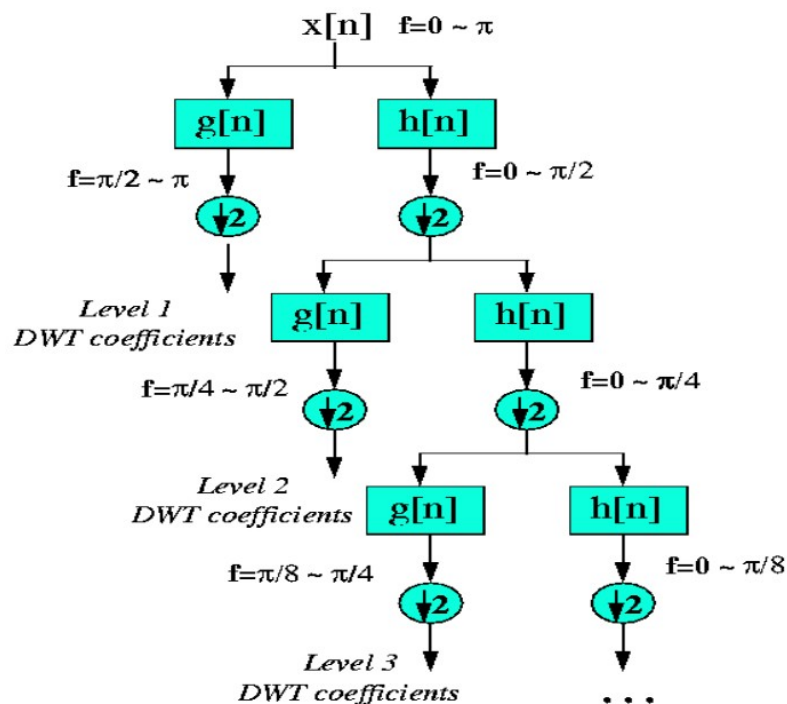 x[n] f=0 ~ π
g[n] h[n]
f=π/2 ~ π f=0 ~ π/2
↓2 ↓2
Level 1
DWT coefficients
g[n] h[n]
f=π/4 ~ π/2 f=0 ~ π/4
↓2 ↓2
Level 2
DWT coefficients
g[n] h[n]
f=π/8 ~ π/4 f=0 ~ π/8
↓2 ↓2
Level 3
DWT coefficients
. . .